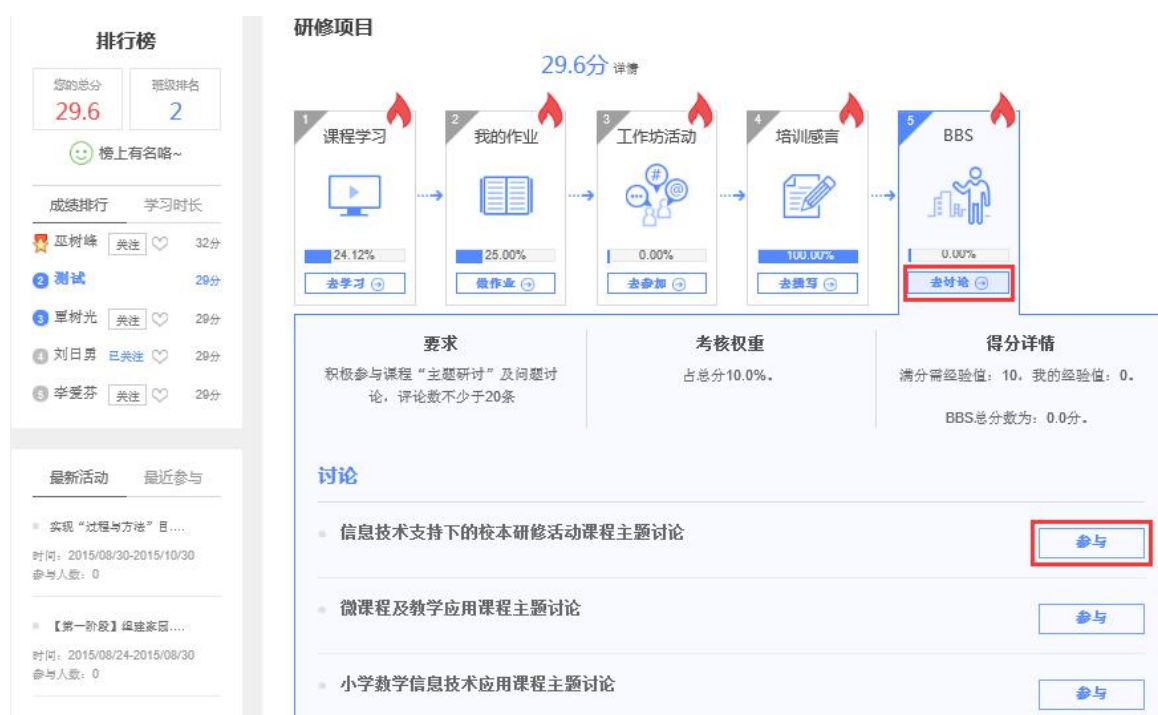 排行榜
您的总分
班级排名
29.6
2
榜上有名咯~
成绩排行
学习时长
巫树峰 关注 32分
2 测试 29分
3 覃树光 关注 29分
4 刘日勇 已关注 29分
5 李爱芬 关注 29分
最新活动
最近参与
实现“过程与方法”目....
时间：2015/08/30-2015/10/30
参与人数：0
【第一阶段】组建家园....
时间：2015/08/24-2015/08/30
参与人数：0
研修项目
29.6分 详情
1
课程学习
24.12%
去学习
2
我的作业
25.00%
做作业
3
工作坊活动
#
@
0.00%
去参加
4
培训感言
100.00%
去撰写
5
BBS
0.00%
去讨论
要求
积极参与课程“主题研讨”及问题讨
论，评论数不少于20条
考核权重
占总分10.0%。
得分详情
满分需经验值：10，我的经验值：0。
BBS总分数为：0.0分。
讨论
信息技术支持下的校本研修活动课程主题讨论
参与
微课程及教学应用课程主题讨论
参与
小学数学信息技术应用课程主题讨论
参与